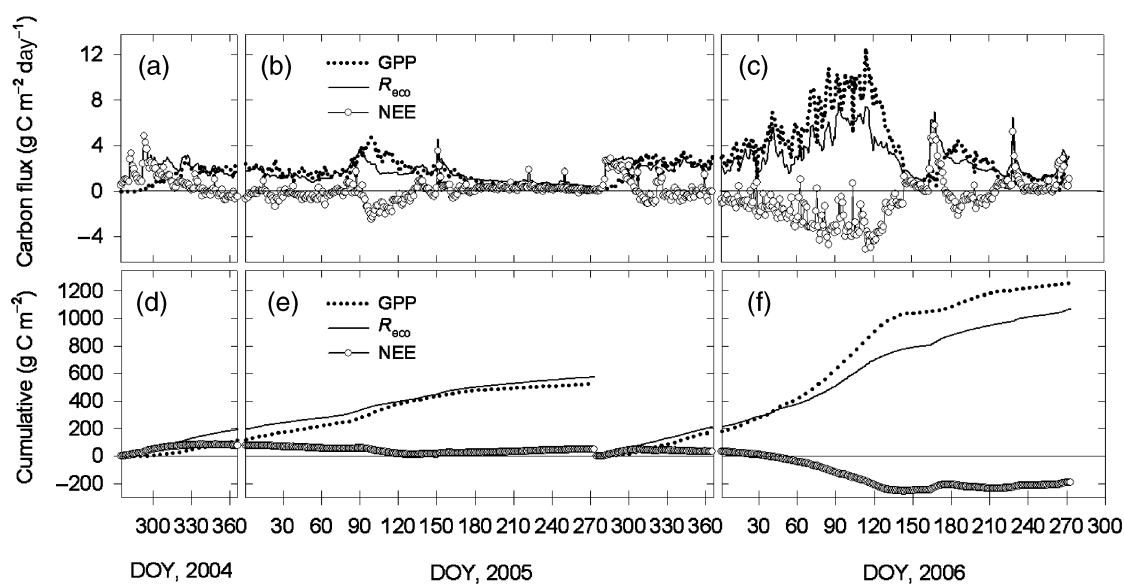 Carbon flux (g C m⁻² day⁻¹)
12
8
4
0
−4
(a)
(b)
GPP
R_eco
NEE
(c)
Cumulative (g C m⁻²)
1200
1000
800
600
400
200
0
−200
(d)
(e)
GPP
R_eco
NEE
(f)
300 330 360
30 60 90 120 150 180 210 240 270 300 330 360
30 60 90 120 150 180 210 240 270 300
DOY, 2004
DOY, 2005
DOY, 2006